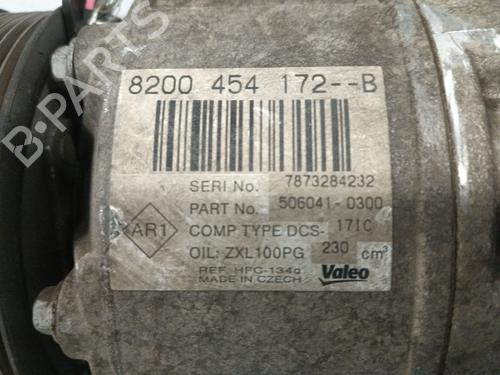 8200 454 172--B
SERI No. 7873284232
PART No. 506041-0300
AR1
COMP TYPE DCS-17IC
OIL: ZXL100PG 230 cm³
REF. HFC-134a
MADE IN CZECH
Valeo
B-PARTS